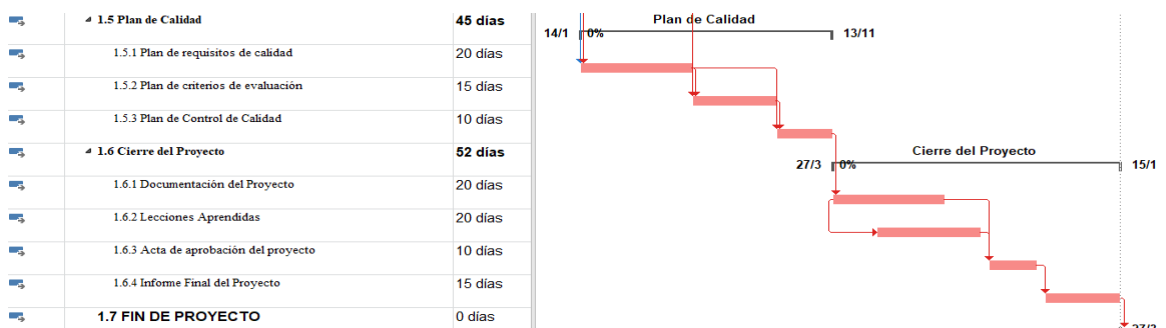 1.5 Plan de Calidad 45 días
Plan de Calidad
14/1 0% 13/11
1.5.1 Plan de requisitos de calidad 20 días
1.5.2 Plan de criterios de evaluación 15 días
1.5.3 Plan de Control de Calidad 10 días
1.6 Cierre del Proyecto 52 días
Cierre del Proyecto
27/3 0% 15/1
1.6.1 Documentación del Proyecto 20 días
1.6.2 Lecciones Aprendidas 20 días
1.6.3 Acta de aprobación del proyecto 10 días
1.6.4 Informe Final del Proyecto 15 días
1.7 FIN DE PROYECTO 0 días